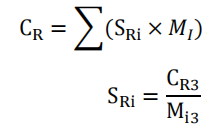 C_R = ∑(S_Ri × M_I)
S_Ri = C_R3 / M_i3